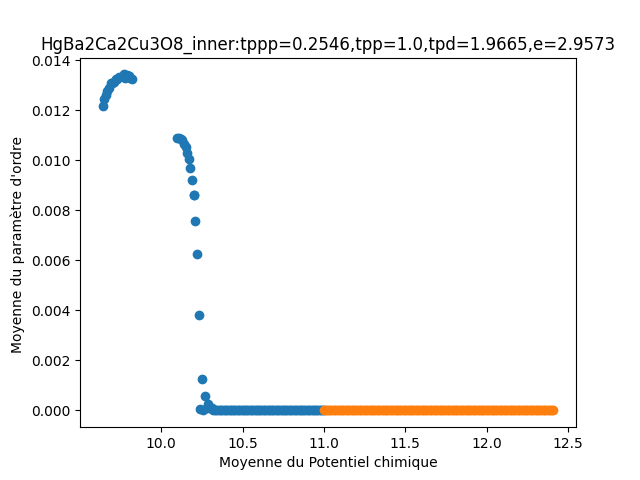 HgBa2Ca2Cu3O8_inner:tppp=0.2546,tpp=1.0,tpd=1.9665,e=2.9573
Moyenne du paramètre d'ordre
0.014
0.012
0.010
0.008
0.006
0.004
0.002
0.000
10.0 10.5 11.0 11.5 12.0 12.5
Moyenne du Potentiel chimique